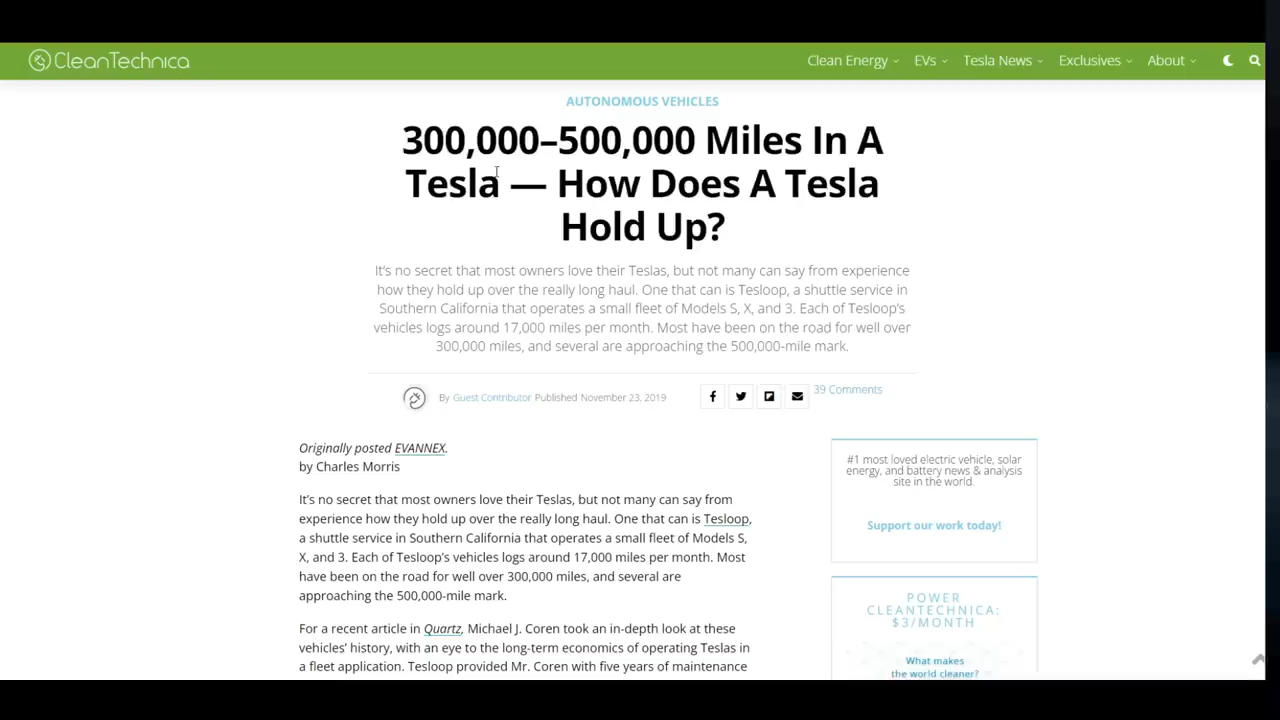 CleanTechnica
Clean Energy
EVs
Tesla News
Exclusives
About
AUTONOMOUS VEHICLES
300,000–500,000 Miles In A
Tesla — How Does A Tesla
Hold Up?
It's no secret that most owners love their Teslas, but not many can say from experience
how they hold up over the really long haul. One that can is Tesloop, a shuttle service in
Southern California that operates a small fleet of Models S, X, and 3. Each of Tesloop's
vehicles logs around 17,000 miles per month. Most have been on the road for well over
300,000 miles, and several are approaching the 500,000-mile mark.
By Guest Contributor Published November 23, 2019
39 Comments
Originally posted EVANNEX.
by Charles Morris
It's no secret that most owners love their Teslas, but not many can say from
experience how they hold up over the really long haul. One that can is Tesloop,
a shuttle service in Southern California that operates a small fleet of Models S,
X, and 3. Each of Tesloop's vehicles logs around 17,000 miles per month. Most
have been on the road for well over 300,000 miles, and several are
approaching the 500,000-mile mark.
For a recent article in Quartz, Michael J. Coren took an in-depth look at these
vehicles' history, with an eye to the long-term economics of operating Teslas in
a fleet application. Tesloop provided Mr. Coren with five years of maintenance
#1 most loved electric vehicle, solar
energy, and battery news & analysis
site in the world.
Support our work today!
POWER
CLEANTECHNICA:
$3/MONTH
What makes
the world cleaner?